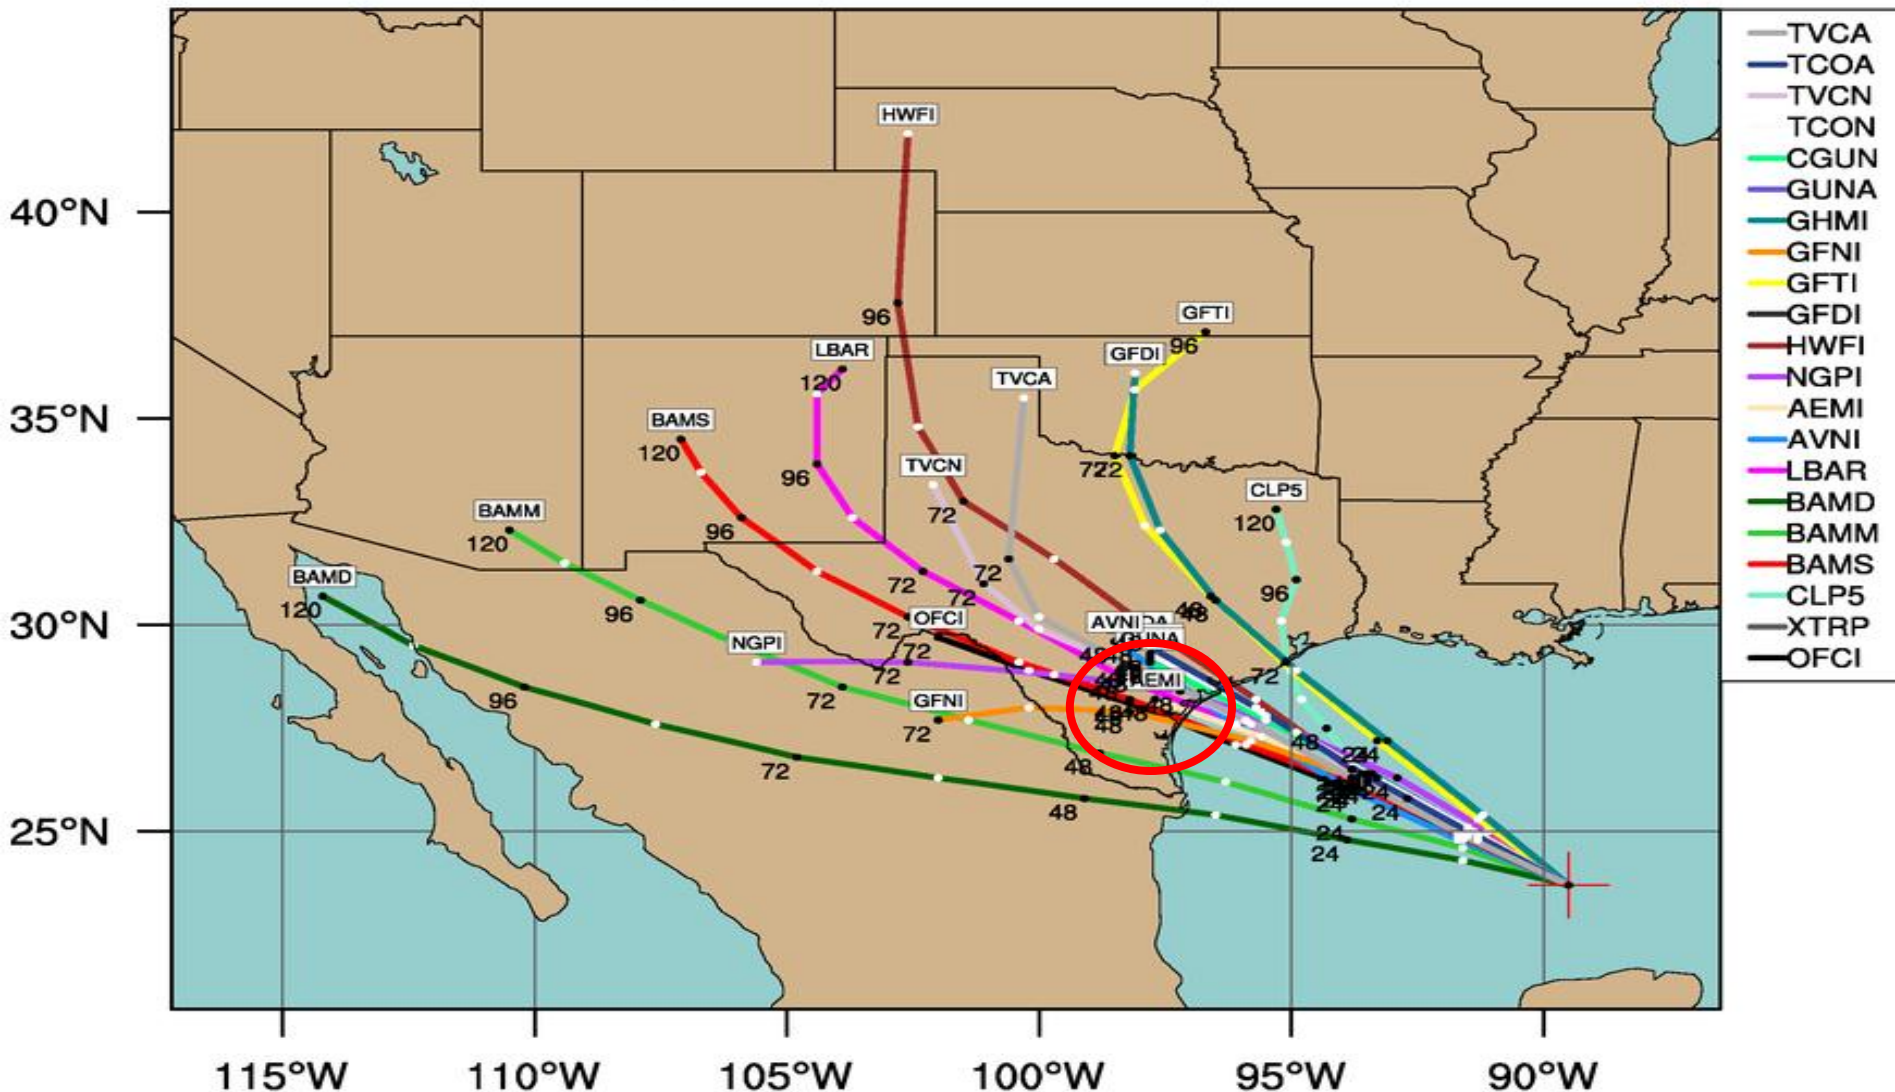 HWFI
96
GFTI
96
LBAR
120
GFDI
TVCA
BAMS
120
7272
TVCN
96
CLP5
120
BAMM
120
96
72
72
72
72
BAMD
120
96
48
96
OFCI
AVNI
GUNA
NGPI
72
72
72
72
AEMI
GFNI
96
72
72
48
48
48
48
24
24
48
72
48
24
24
24
24
40°N
35°N
30°N
25°N
115°W 110°W 105°W 100°W 95°W 90°W
TVCA
TCOA
TVCN
TCON
CGUN
GUNA
GHMI
GFNI
GFTI
GFDI
HWFI
NGPI
AEMI
AVNI
LBAR
BAMD
BAMM
BAMS
CLP5
XTRP
OFCI